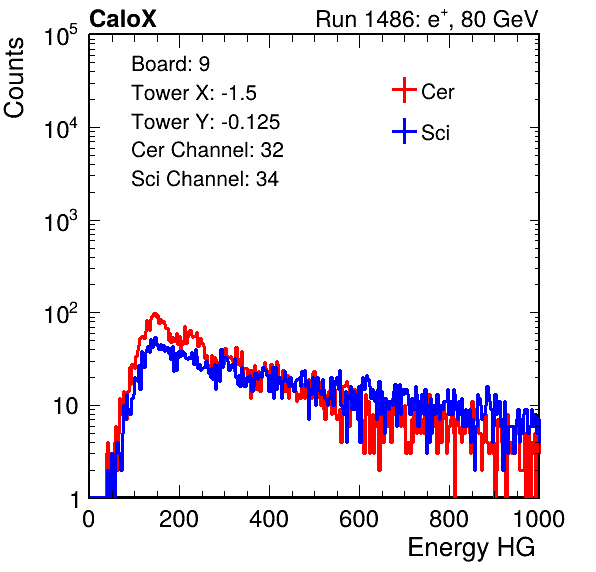 CaloX Run 1486: e+, 80 GeV
Counts
10^5
10^4
10^3
10^2
10
1
Board: 9
Tower X: -1.5
Tower Y: -0.125
Cer Channel: 32
Sci Channel: 34
Cer
Sci
0 200 400 600 800 1000
Energy HG